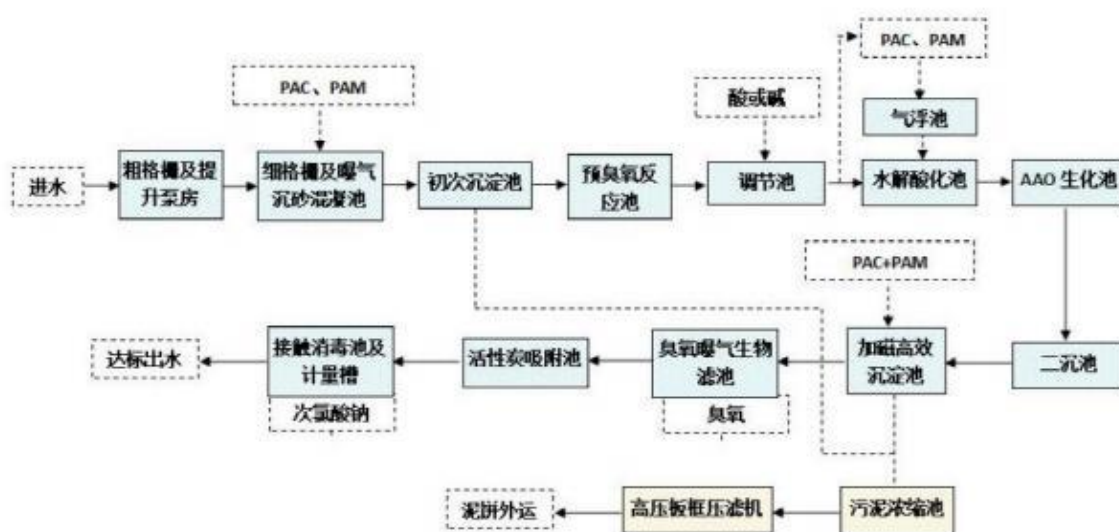 PAC、PAM
PAC、PAM
酸或碱
气浮池
进水
粗格栅及提
升泵房
细格栅及曝气
沉砂混凝池
初次沉淀池
预臭氧反
应池
调节池
水解酸化池
AAO 生化池
PAC+PAM
达标出水
接触消毒池及
计量槽
次氯酸钠
活性炭吸附池
臭氧曝气生物
滤池
臭氧
加磁高效
沉淀池
二沉池
泥饼外运
高压板框压滤机
污泥浓缩池